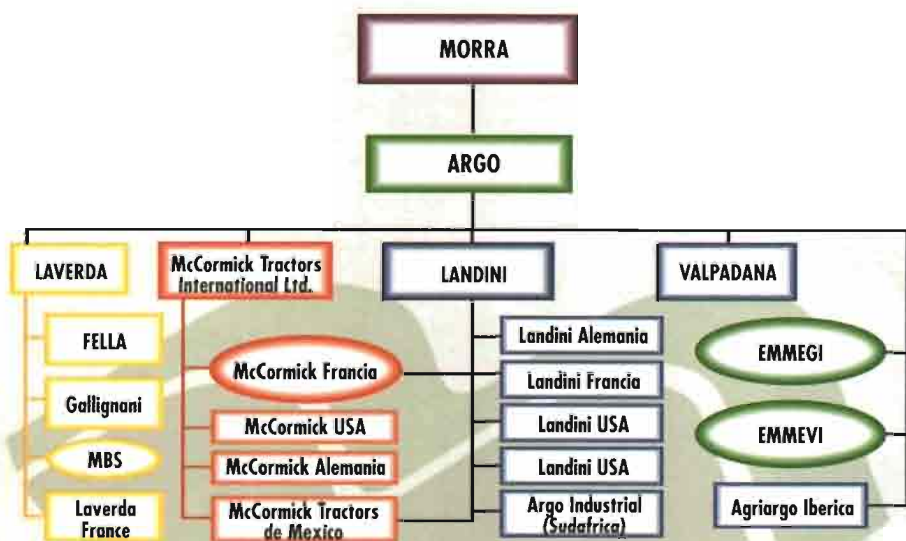 MORRA
ARGO
LAVERDA
McCormick Tractors
International Ltd.
LANDINI
VALPADANA
FELLA
Gallignani
MBS
Laverda
France
McCormick Francia
McCormick USA
McCormick Alemania
McCormick Tractors
de Mexico
Landini Alemania
Landini Francia
Landini USA
Landini USA
Argo Industrial
(Sudafrica)
EMMEGI
EMMEVI
Agriargo Iberica